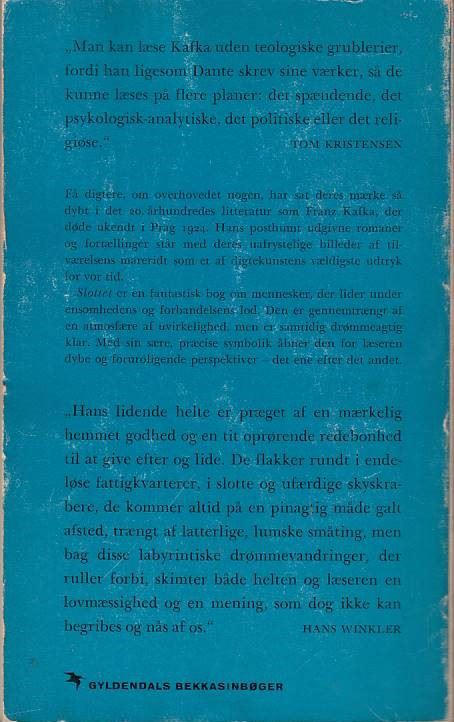 „Man kan læse Kafka uden teologiske grublerier,
fordi han ligesom Dante skrev sine værker, så de
kunne læses på flere planer: det spændende, det
psykologisk-analytiske, det politiske eller det reli-
giøse.“ TOM KRISTENSEN
Få digtere, om overhovedet nogen, har sat deres mærke så
dybt i det 20. århundredes litteratur som Franz Kafka, der
døde ukendt i Prag 1924. Hans posthumt udgivne romaner
og fortællinger står med deres uafrystelige billeder af til-
værelsens mareridt som et af digtekunstens vældigste udtryk
for vor tid.
Slottet er en fantastisk bog om mennesker, der lider under
ensomhedens og forbandelsens lod. Den er gennemtrængt af
en atmosfære af uvirkelighed, men er samtidig drømmeagtig
klar. Med sin sære, præcise symbolik åbner den for læseren
dybe og foruroligende perspektiver – det ene efter det andet.
„Hans lidende helte er præget af en mærkelig
hemmet godhed og en tit oprørende redebonhed
til at give efter og lide. De flakker rundt i ende-
løse fattigkvarterer, i slotte og ufærdige skyskra-
bere, de kommer altid på en pinagtig måde galt
afsted, trængt af latterlige, lumske småting, men
bag disse labyrintiske drømmevandringer, der
ruller forbi, skimter både helten og læseren en
lovmæssighed og en mening, som dog ikke kan
begribes og nås af os.“ HANS WINKLER
GYLDENDALS BEKKASINBØGER